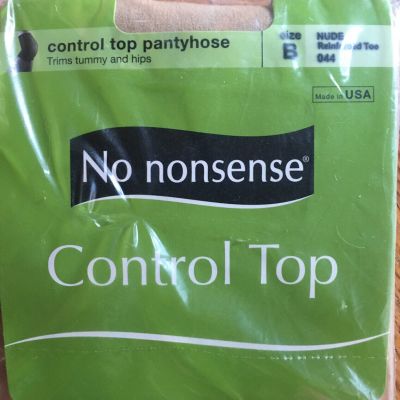 control top pantyhose
Trims tummy and hips
size
B
NUDE
Reinforced Toe
044
Made in USA
No nonsense®
Control Top